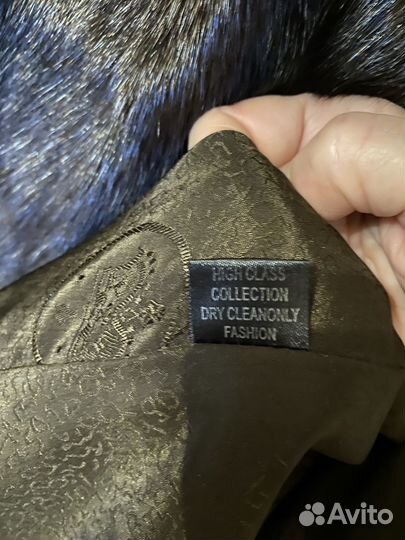 HIGH CLASS
COLLECTION
DRY CLEANONLY
FASHION
Avito